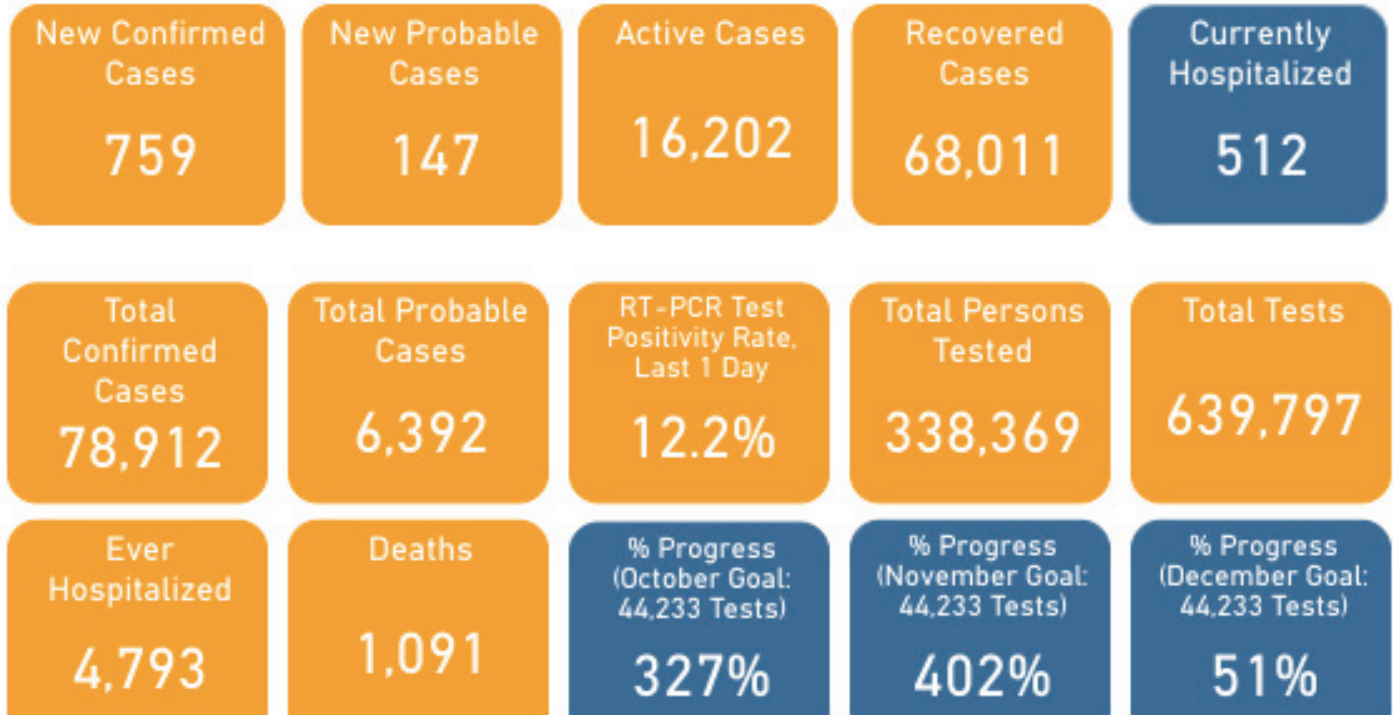 New Confirmed
Cases
759
New Probable
Cases
147
Active Cases
16,202
Recovered
Cases
68,011
Currently
Hospitalized
512
Total
Confirmed
Cases
78,912
Total Probable
Cases
6,392
RT-PCR Test
Positivity Rate,
Last 1 Day
12.2%
Total Persons
Tested
338,369
Total Tests
639,797
Ever
Hospitalized
4,793
Deaths
1,091
% Progress
(October Goal:
44,233 Tests)
327%
% Progress
(November Goal:
44,233 Tests)
402%
% Progress
(December Goal:
44,233 Tests)
51%